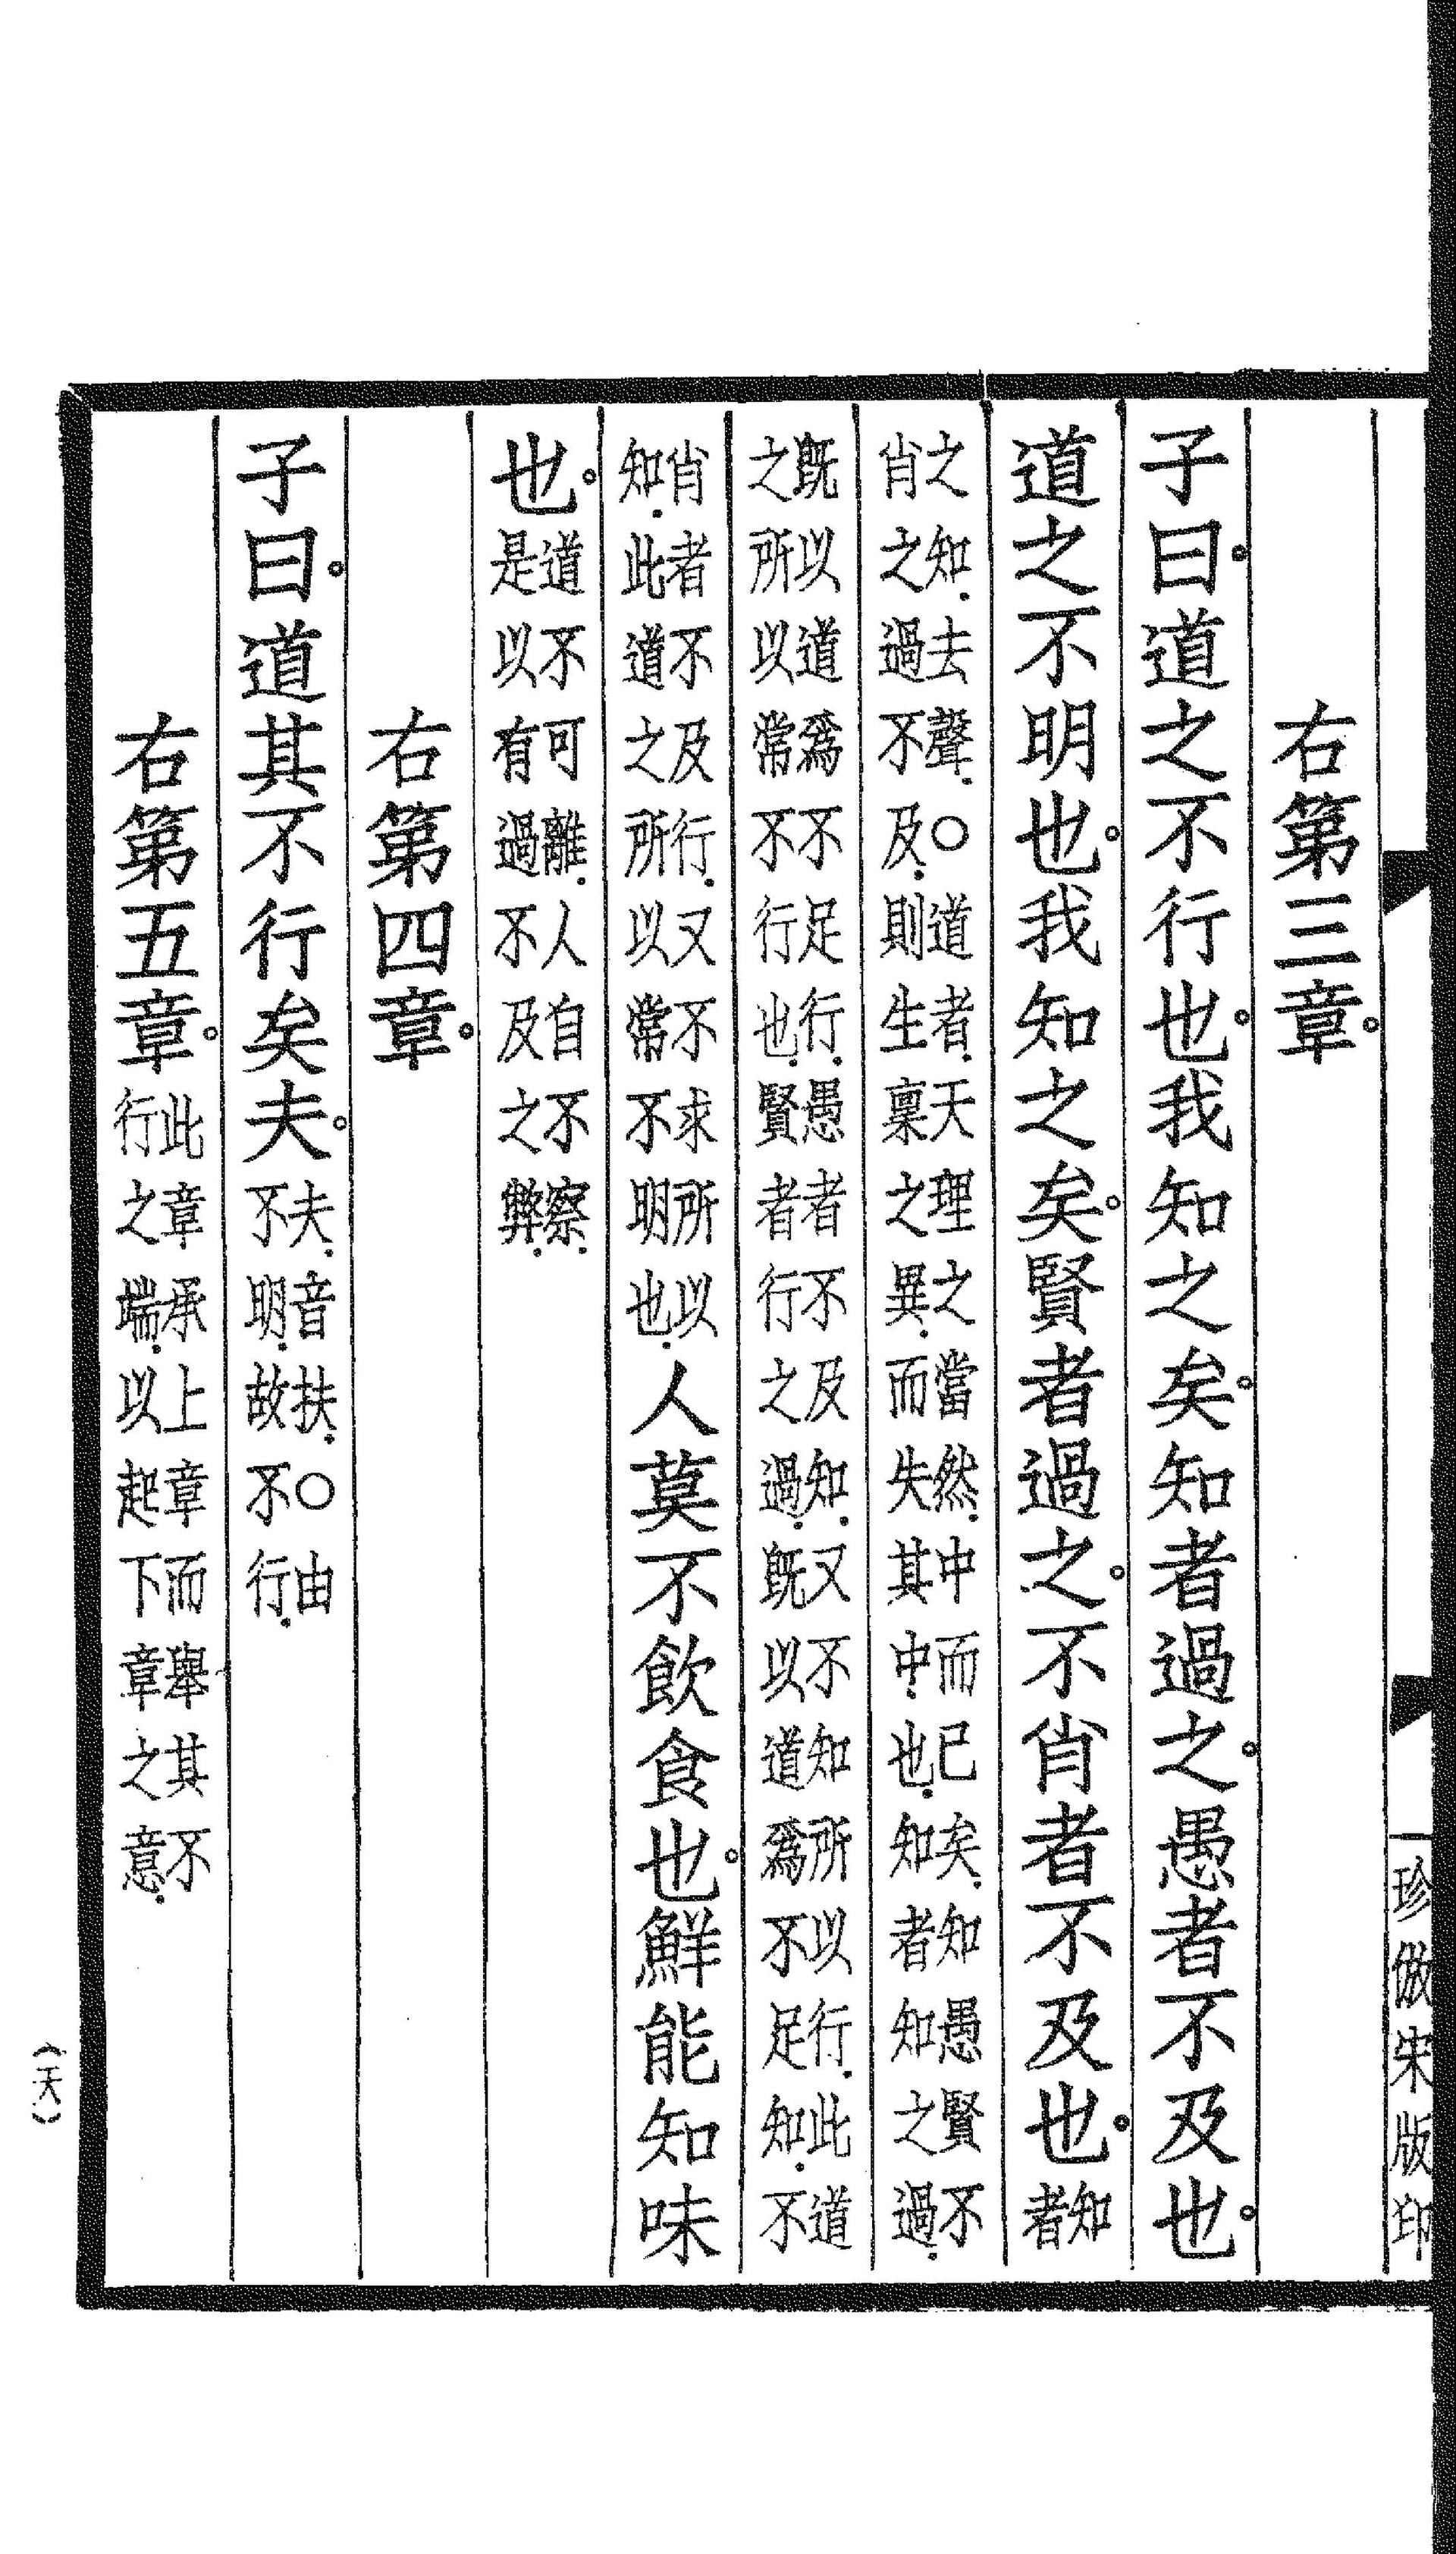 珍倣宋版印
右第三章。
子曰。道之不行也。我知之矣。知者過之。愚者不及也。
道之不明也。我知之矣。賢者過之。不肖者不及也。知者
之知.去聲.○道者.天理之當然.中而已矣.知愚賢不
肖之過不及.則生稟之異.而失其中也.知者知之過.
既以道爲不足行.愚者不及知.又不知所以行.此道
之所以常不行也.賢者行之過.既以道爲不足知.不
肖者不及行.又不求所以
知.此道之所以常不明也.
人莫不飲食也。鮮能知味
也。道不可離.人自不察.
是以有過不及之弊.
右第四章。
子曰。道其不行矣夫。夫.音扶.○由
不明.故不行.
右第五章。此章承上章而舉其不
行之端.以起下章之意.